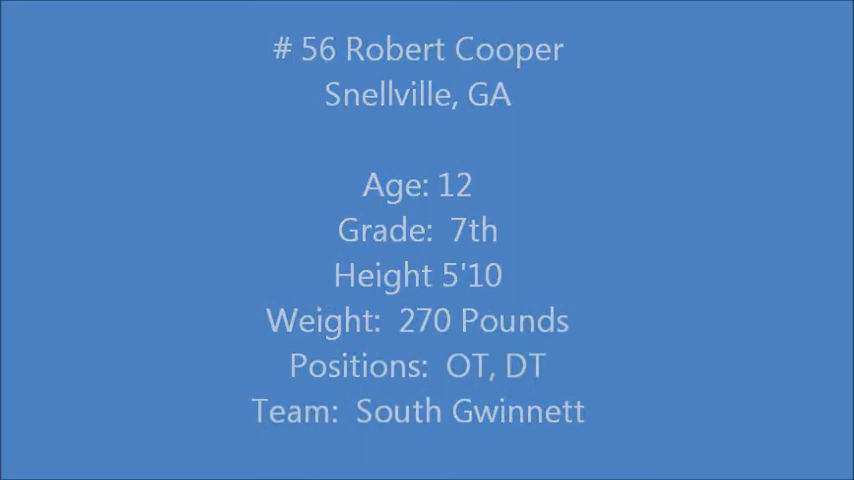 # 56 Robert Cooper
Snellville, GA
Age: 12
Grade:  7th
Height 5'10
Weight:  270 Pounds
Positions:  OT, DT
Team:  South Gwinnett